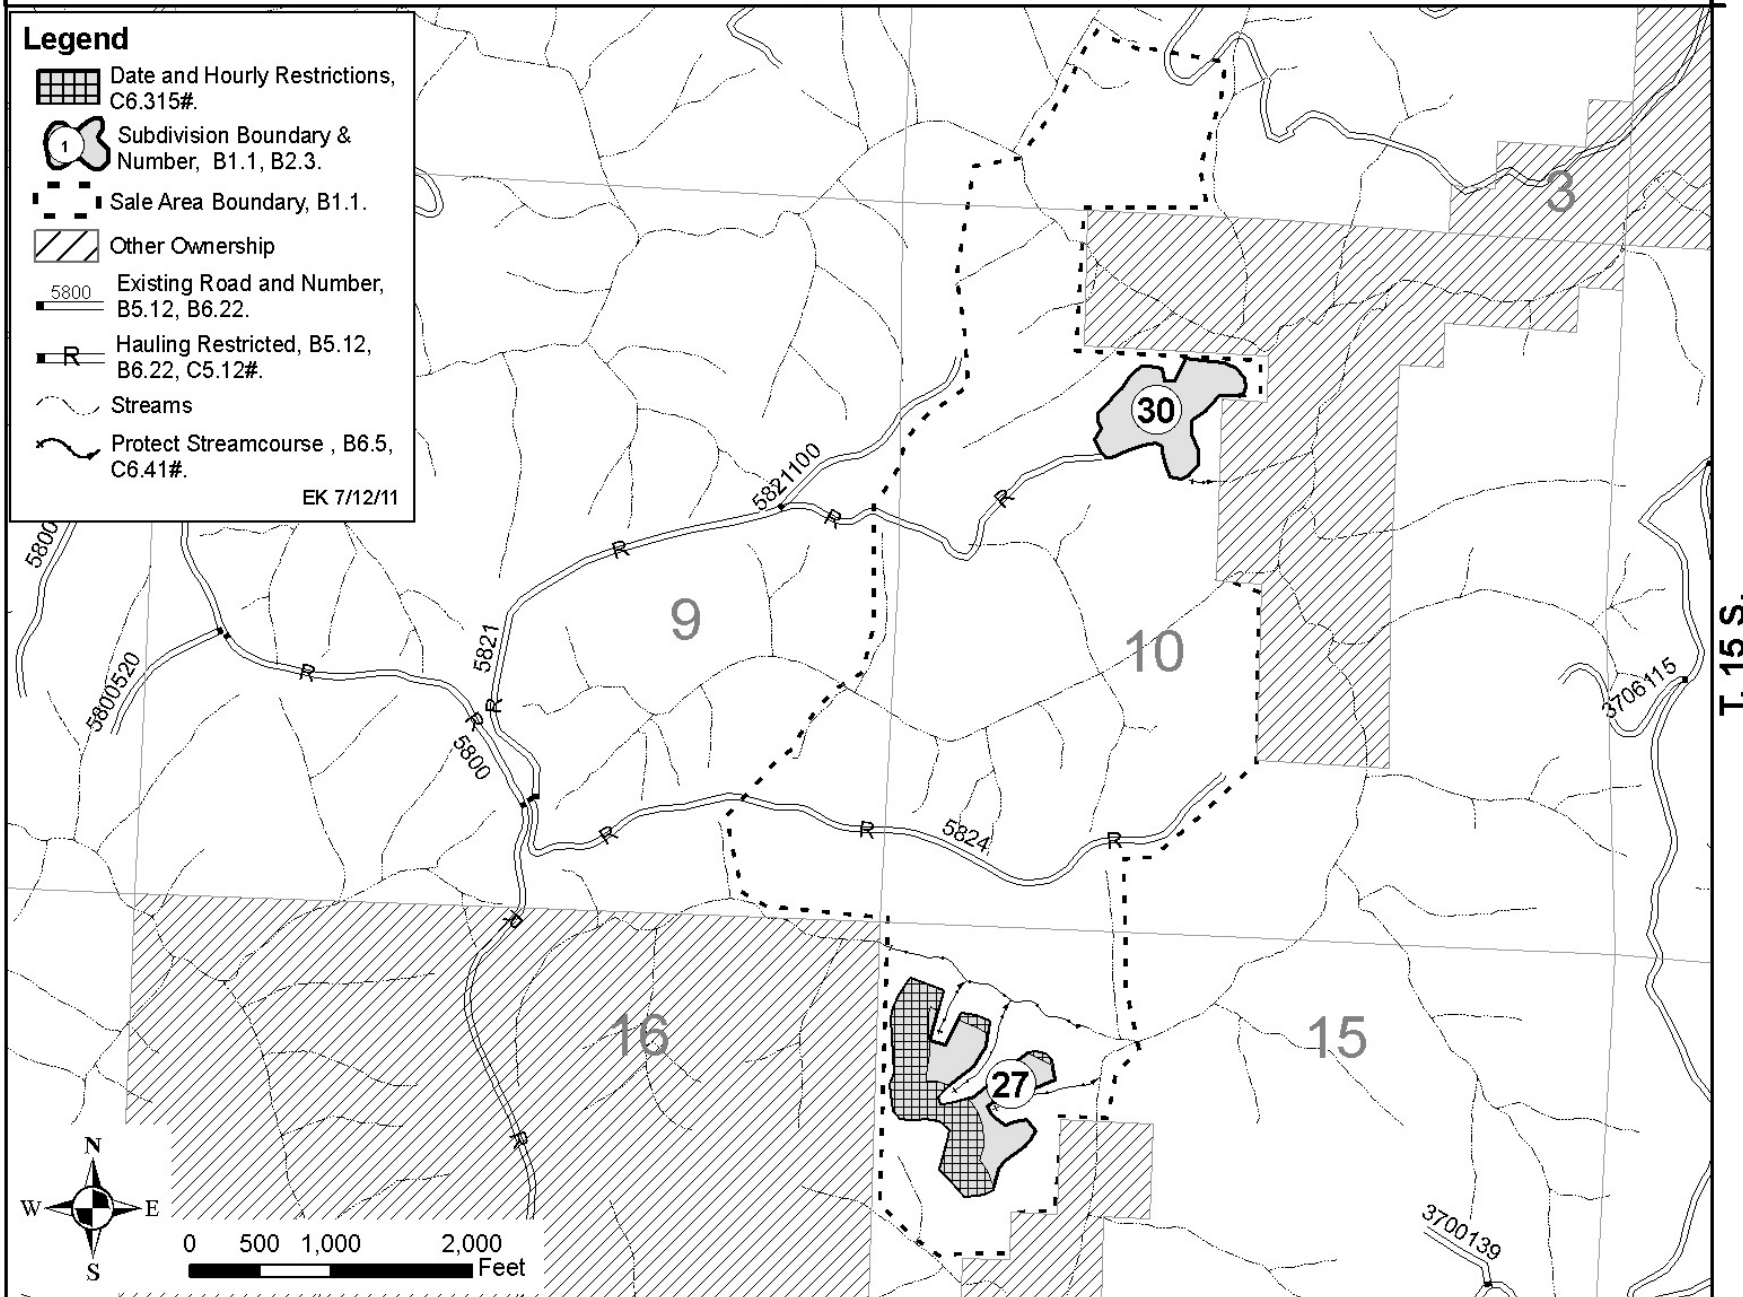 Legend
Date and Hourly Restrictions,
C6.315#.
1
Subdivision Boundary &
Number, B1.1, B2.3.
Sale Area Boundary, B1.1.
Other Ownership
5800
Existing Road and Number,
B5.12, B6.22.
R
Hauling Restricted, B5.12,
B6.22, C5.12#.
Streams
Protect Streamcourse , B6.5,
C6.41#.
EK 7/12/11
3
30
5821100
R
R
R
5800
9
10
5821
5800520
R
R
R
5800
3706115
T. 15 S.
R
R
5824
R
R
16
15
27
R
N
W
E
S
0 500 1,000 2,000
Feet
3700139